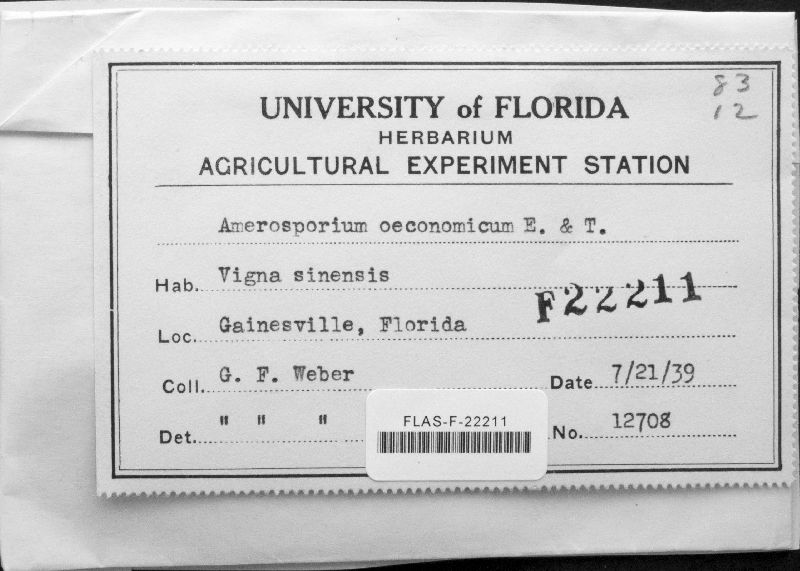 83
12
UNIVERSITY of FLORIDA
HERBARIUM
AGRICULTURAL EXPERIMENT STATION
Amerosporium oeconomicum E. & T.
Hab. Vigna sinensis
F22211
Loc. Gainesville, Florida
Coll. G. F. Weber Date 7/21/39
Det. " " " No. 12708
FLAS-F-22211